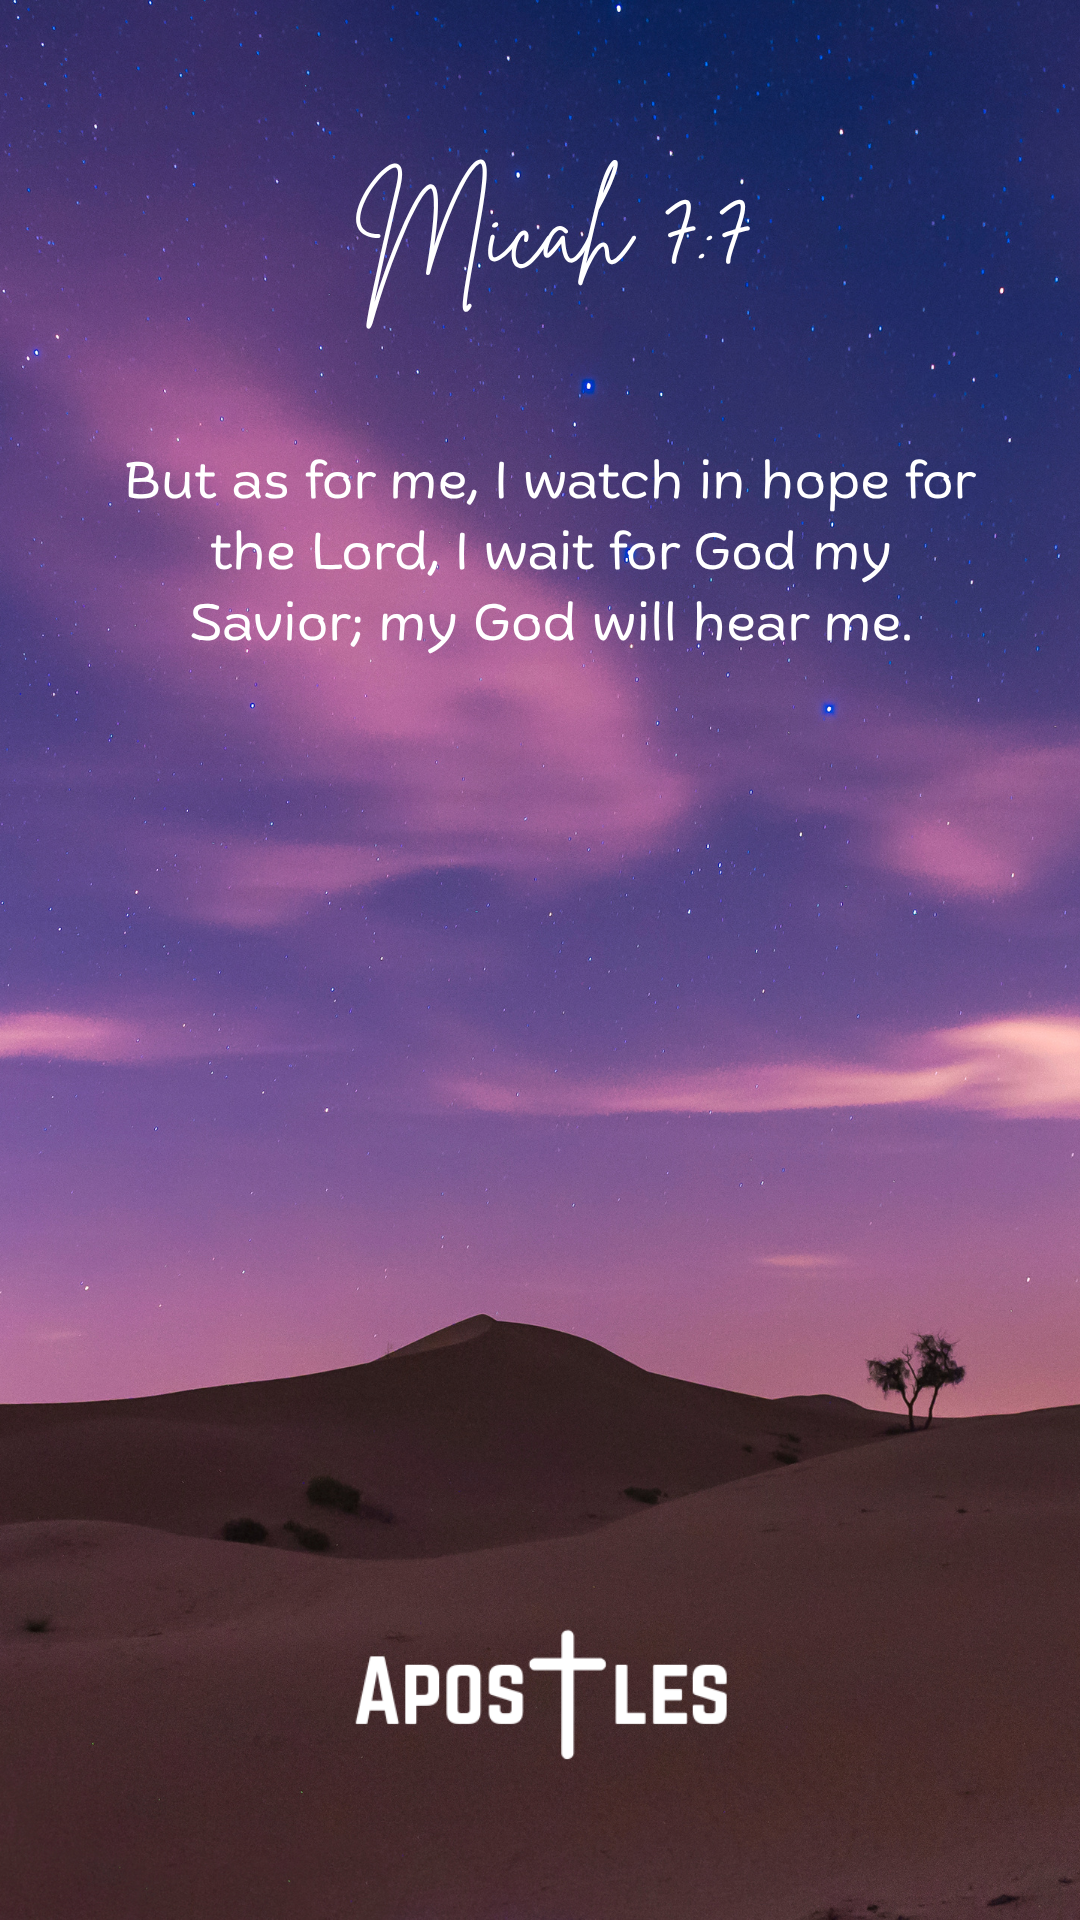 Micah 7:7
But as for me, I watch in hope for
the Lord, I wait for God my
Savior; my God will hear me.
APOSTLES